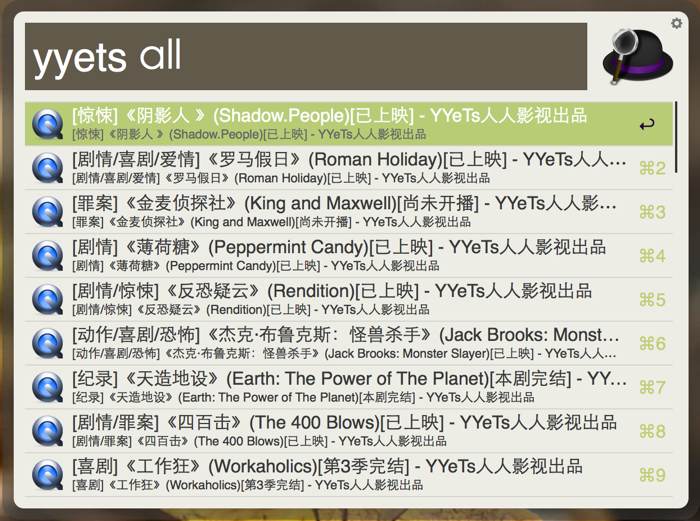 yyets all
[惊悚]《阴影人 》(Shadow.People)[已上映] - YYeTs人人影视出品
[惊悚]《阴影人 》(Shadow.People)[已上映] - YYeTs人人影视出品
[剧情/喜剧/爱情]《罗马假日》(Roman Holiday)[已上映] - YYeTs人人… ⌘2
[剧情/喜剧/爱情]《罗马假日》(Roman Holiday)[已上映] - YYeTs人人影视出品
[罪案]《金麦侦探社》(King and Maxwell)[尚未开播] - YYeTs人人影… ⌘3
[罪案]《金麦侦探社》(King and Maxwell)[尚未开播] - YYeTs人人影视出品
[剧情]《薄荷糖》(Peppermint Candy)[已上映] - YYeTs人人影视出品 ⌘4
[剧情]《薄荷糖》(Peppermint Candy)[已上映] - YYeTs人人影视出品
[剧情/惊悚]《反恐疑云》(Rendition)[已上映] - YYeTs人人影视出品 ⌘5
[剧情/惊悚]《反恐疑云》(Rendition)[已上映] - YYeTs人人影视出品
[动作/喜剧/恐怖]《杰克·布鲁克斯：怪兽杀手》(Jack Brooks: Monst… ⌘6
[动作/喜剧/恐怖]《杰克·布鲁克斯：怪兽杀手》(Jack Brooks: Monster Slayer)[已上映] - YYeTs人人…
[纪录]《天造地设》(Earth: The Power of The Planet)[本剧完结] - YY… ⌘7
[纪录]《天造地设》(Earth: The Power of The Planet)[本剧完结] - YYeTs人人影视出品
[剧情/罪案]《四百击》(The 400 Blows)[已上映] - YYeTs人人影视出品 ⌘8
[剧情/罪案]《四百击》(The 400 Blows)[已上映] - YYeTs人人影视出品
[喜剧]《工作狂》(Workaholics)[第3季完结] - YYeTs人人影视出品 ⌘9
[喜剧]《工作狂》(Workaholics)[第3季完结] - YYeTs人人影视出品